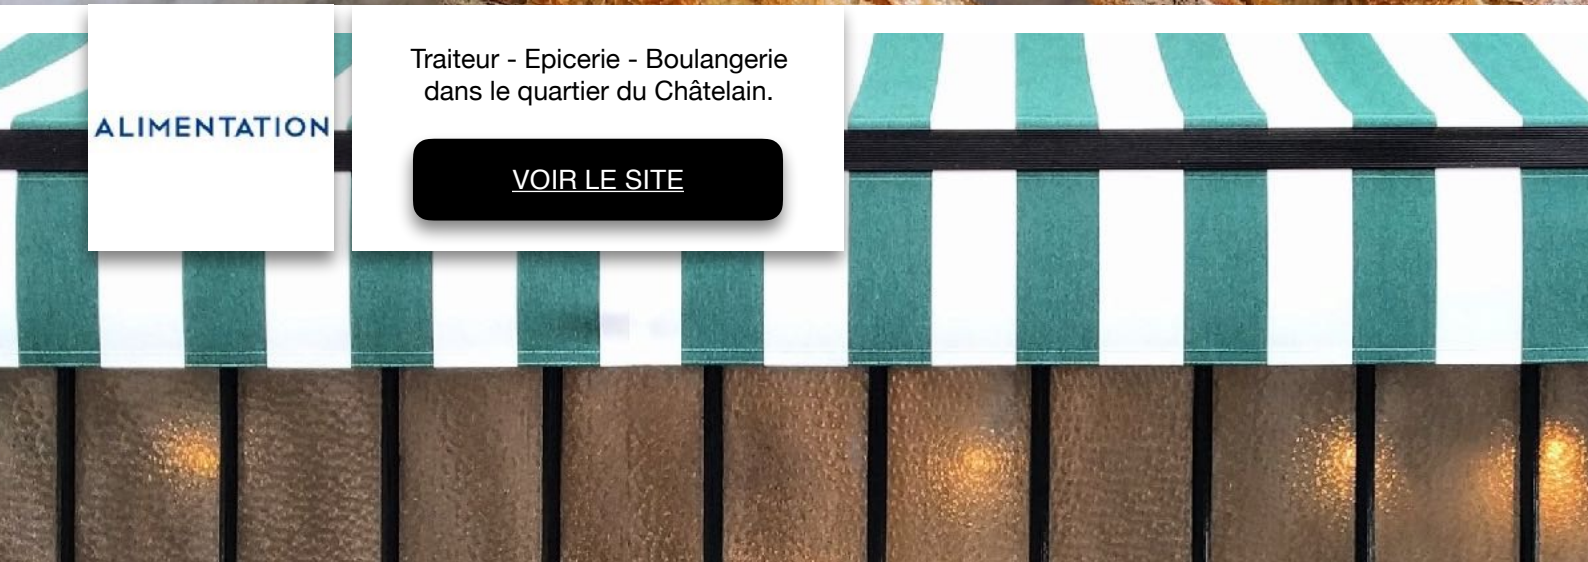 ALIMENTATION
Traiteur - Epicerie - Boulangerie
dans le quartier du Châtelain.
VOIR LE SITE